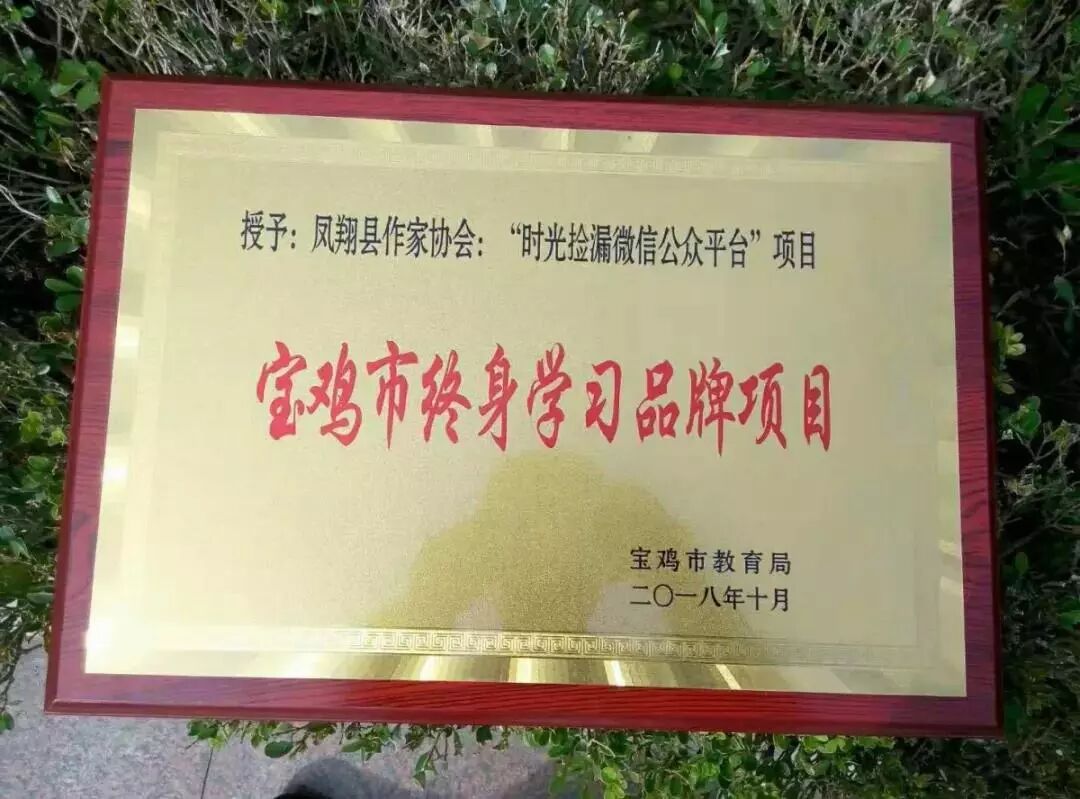 授予：凤翔县作家协会：“时光捡漏微信公众平台”项目
宝鸡市终身学习品牌项目
宝鸡市教育局
二〇一八年十月